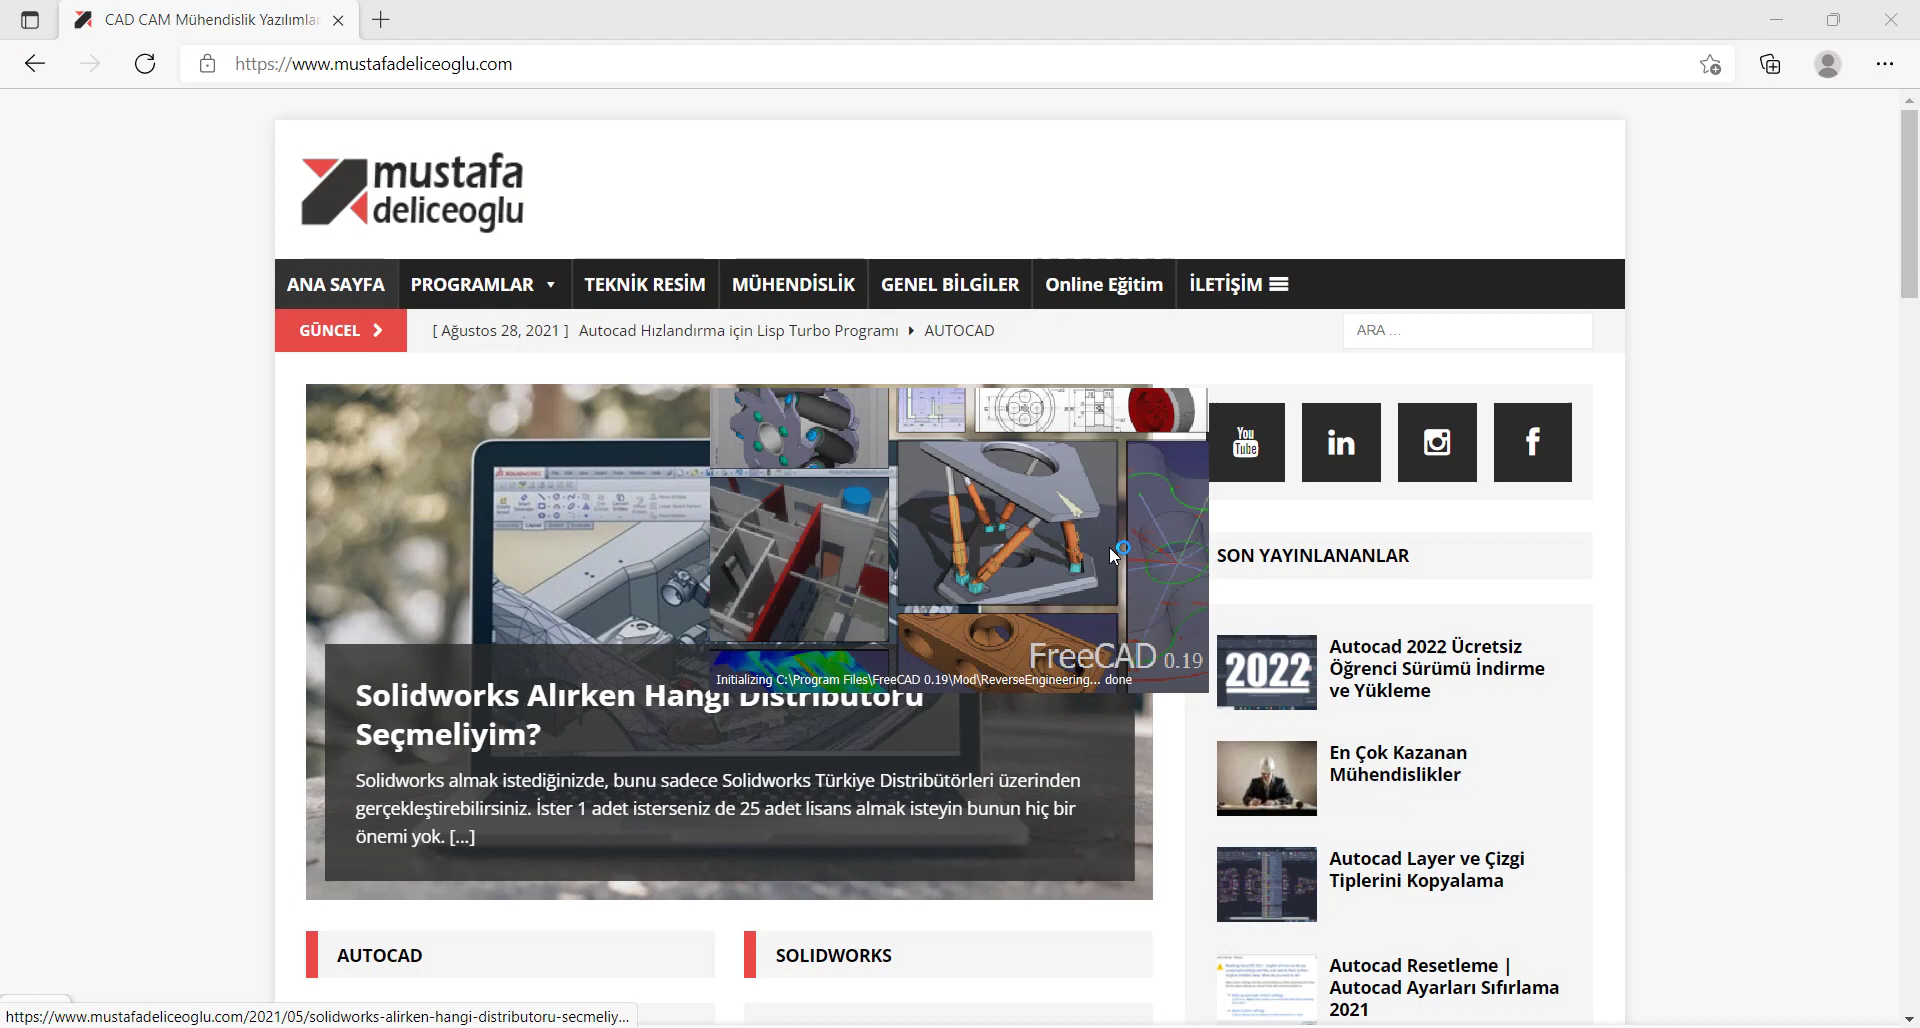 CAD CAM Mühendislik Yazılımlar
https://www.mustafadeliceoglu.com
mustafa
deliceoglu
ANA SAYFA
PROGRAMLAR
TEKNİK RESİM
MÜHENDİSLİK
GENEL BİLGİLER
Online Eğitim
İLETİŞİM
GÜNCEL
[ Ağustos 28, 2021 ] Autocad Hızlandırma için Lisp Turbo Programı
AUTOCAD
ARA ...
You
Tube
in
f
SOLIDWORKS
FreeCAD 0.19
Initializing C:\Program Files\FreeCAD 0.19\Mod\ReverseEngineering... done
Solidworks Alırken Hangi Distribütörü
Seçmeliyim?
Solidworks almak istediğinizde, bunu sadece Solidworks Türkiye Distribütörleri üzerinden
gerçekleştirebilirsiniz. İster 1 adet isterseniz de 25 adet lisans almak isteyin bunun hiç bir
önemi yok. [...]
SON YAYINLANANLAR
2022
Autocad 2022 Ücretsiz
Öğrenci Sürümü İndirme
ve Yükleme
En Çok Kazanan
Mühendislikler
Autocad Layer ve Çizgi
Tiplerini Kopyalama
Autocad Resetleme |
Autocad Ayarları Sıfırlama
2021
AUTOCAD
SOLIDWORKS
https://www.mustafadeliceoglu.com/2021/05/solidworks-alirken-hangi-distributoru-secmeliy...